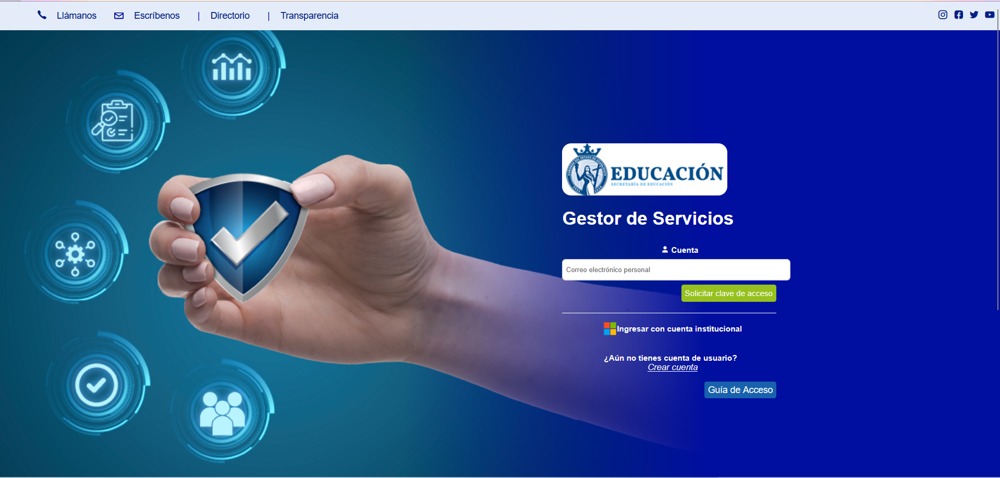 Llámanos Escríbenos | Directorio | Transparencia
EDUCACIÓN
SECRETARÍA DE EDUCACIÓN
Gestor de Servicios
Cuenta
Correo electrónico personal
Solicitar clave de acceso
Ingresar con cuenta institucional
¿Aún no tienes cuenta de usuario?
Crear cuenta
Guía de Acceso